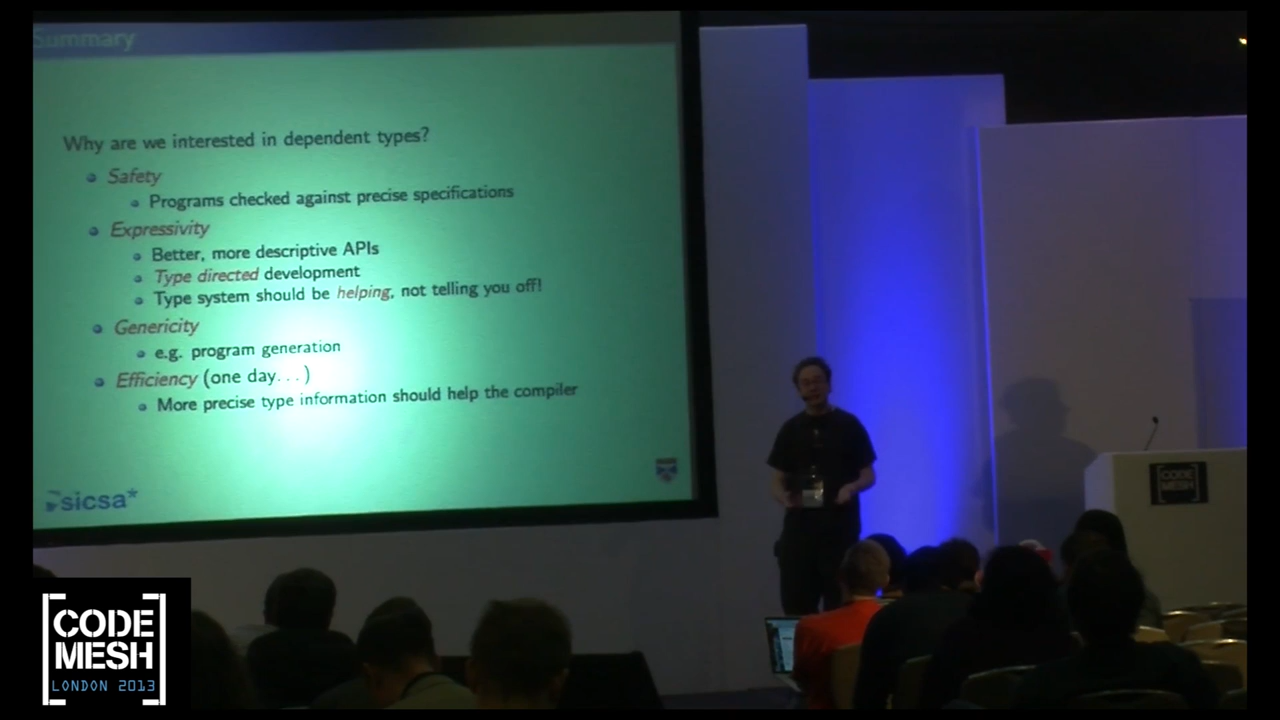 Summary
Why are we interested in dependent types?
Safety
Programs checked against precise specifications
Expressivity
Better, more descriptive APIs
Type directed development
Type system should be helping, not telling you off!
Genericity
e.g. program generation
Efficiency (one day...)
More precise type information should help the compiler
sicsa*
CODE
MESH
CODE
MESH
LONDON 2013